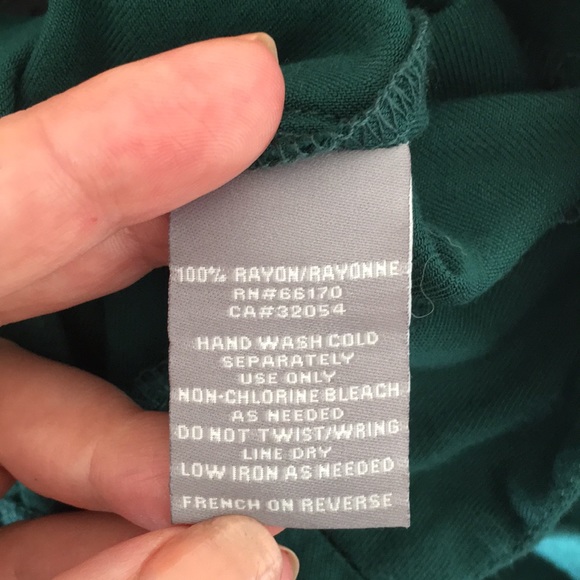 100% RAYON/RAYONNE
RN#66170
CA#32054
HAND WASH COLD
SEPARATELY
USE ONLY
NON-CHLORINE BLEACH
AS NEEDED
DO NOT TWIST/WRING
LINE DRY
LOW IRON AS NEEDED
FRENCH ON REVERSE